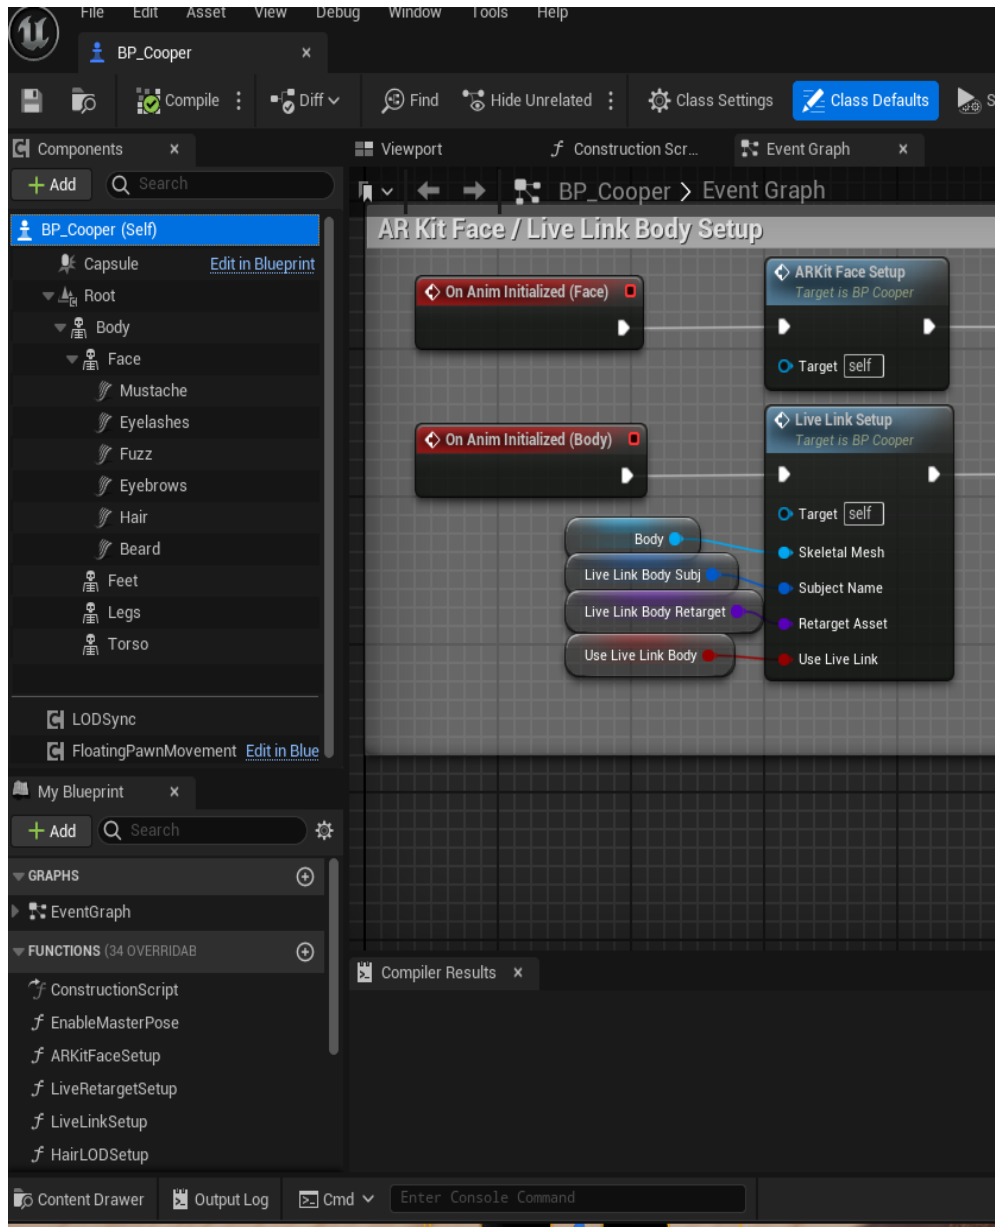 File Edit Asset View Debug Window Tools Help
BP_Cooper
Compile Diff Find Hide Unrelated Class Settings Class Defaults S
Components
Viewport Construction Scr... Event Graph
Add Search
BP_Cooper > Event Graph
BP_Cooper (Self)
Capsule Edit in Blueprint
Root
Body
Face
Mustache
Eyelashes
Fuzz
Eyebrows
Hair
Beard
Feet
Legs
Torso
LODSync
FloatingPawnMovement Edit in Blue
AR Kit Face / Live Link Body Setup
On Anim Initialized (Face)
ARKit Face Setup
Target is BP Cooper
Target self
On Anim Initialized (Body)
Live Link Setup
Target is BP Cooper
Target self
Body
Skeletal Mesh
Live Link Body Subj
Subject Name
Live Link Body Retarget
Retarget Asset
Use Live Link Body
Use Live Link
My Blueprint
Add Search
GRAPHS
EventGraph
FUNCTIONS (34 OVERRIDAB
ConstructionScript
EnableMasterPose
ARKitFaceSetup
LiveRetargetSetup
LiveLinkSetup
HairLODSetup
Compiler Results
Content Drawer Output Log Cmd Enter Console Command